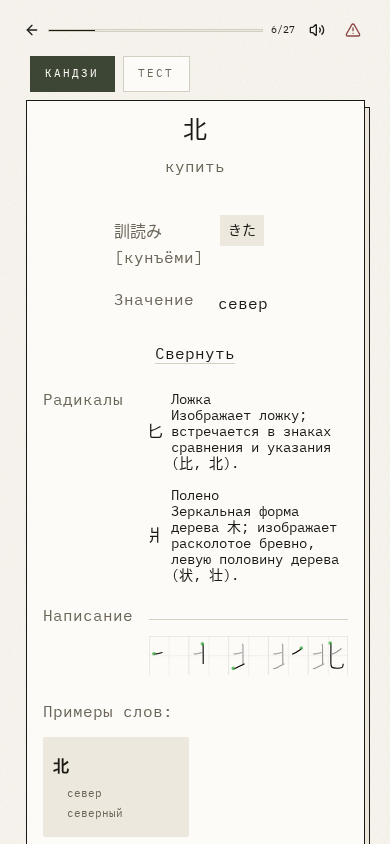 6/27
КАНДЗИ
ТЕСТ
北
купить
訓読み
[кунъёми]
きた
Значение
север
Свернуть
Радикалы
匕
Ложка
Изображает ложку;
встречается в знаках
сравнения и указания
(比, 北).
爿
Полено
Зеркальная форма
дерева 木; изображает
расколотое бревно,
левую половину дерева
(状, 壮).
Написание
北
Примеры слов:
北
север
северный